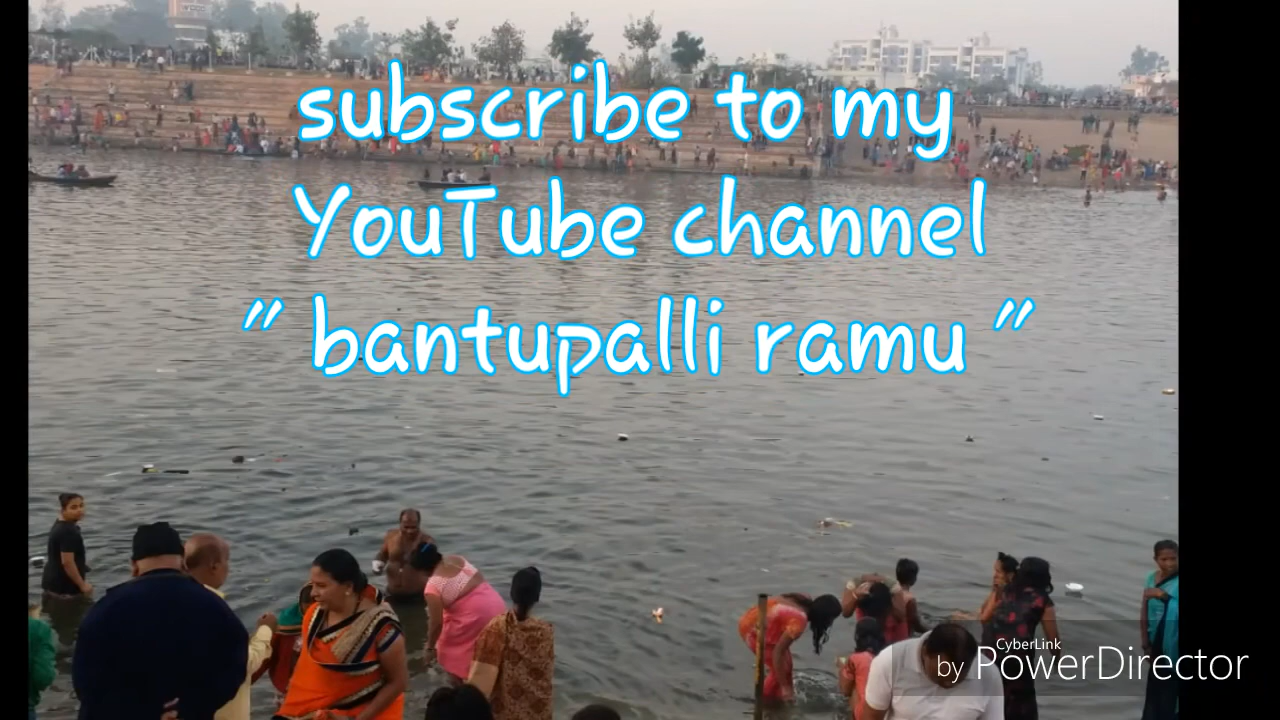 subscribe to my
YouTube channel
" bantupalli ramu "
CyberLink
by PowerDirector